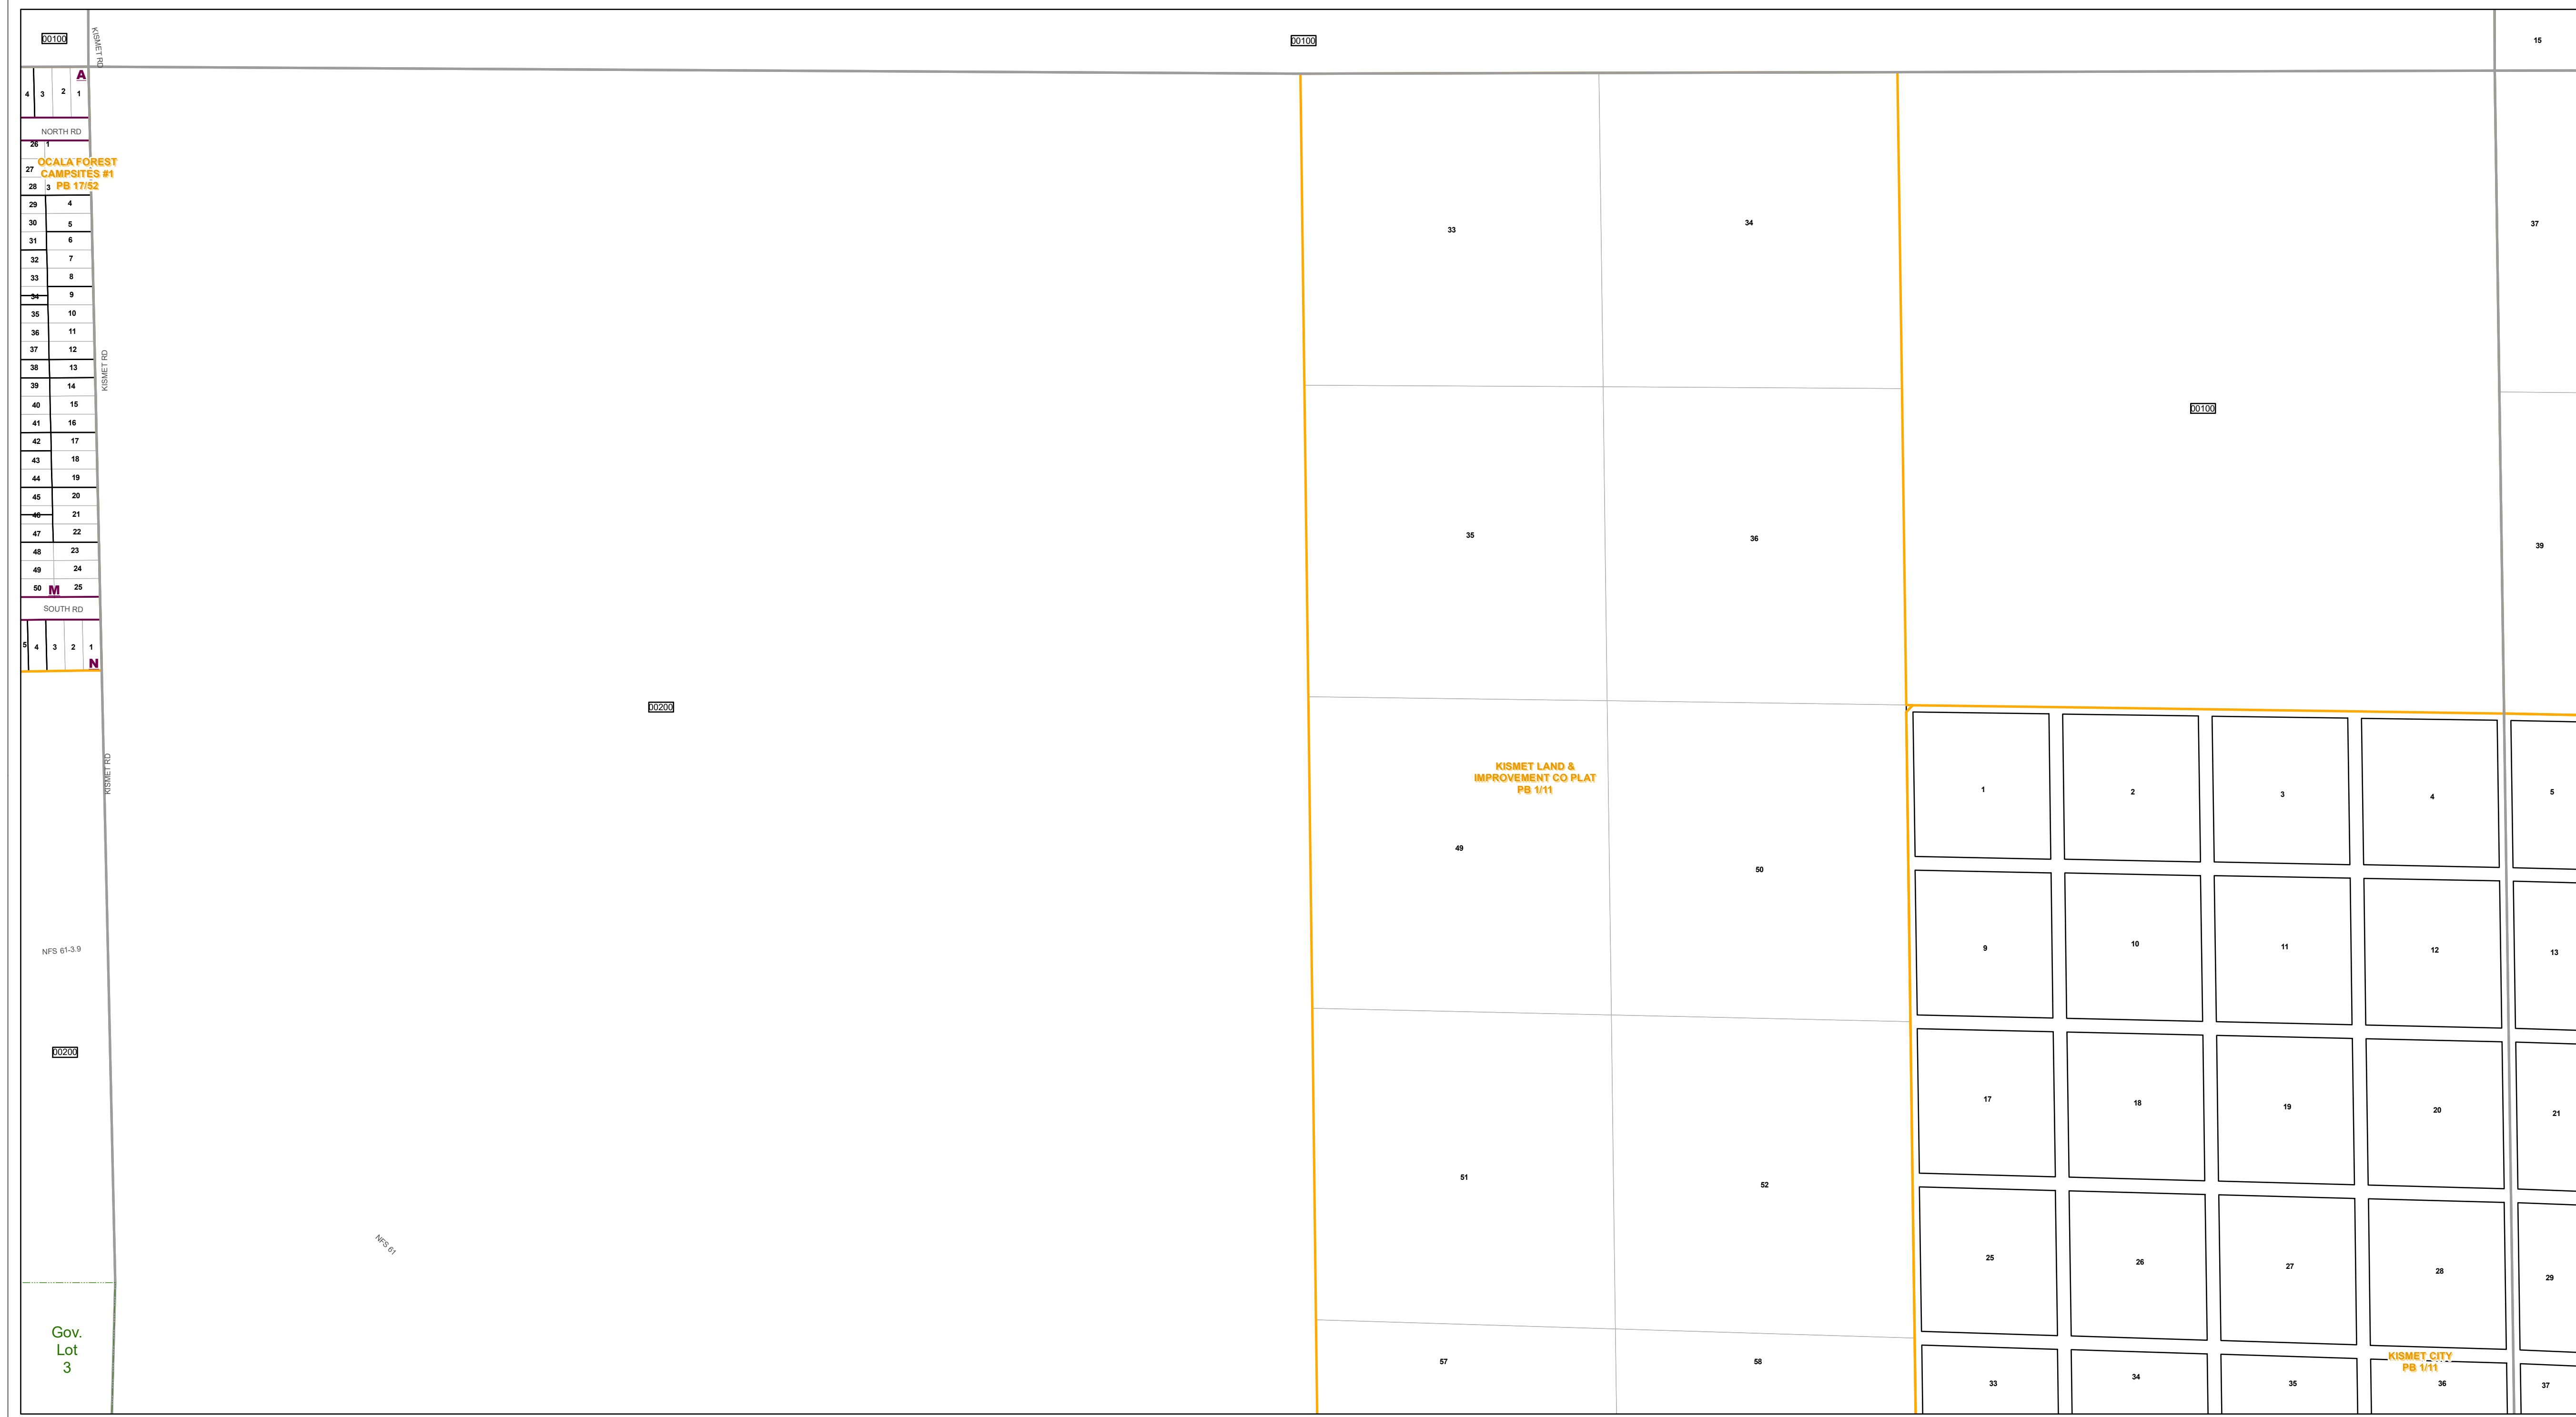 00100
KISMET RD
00100
15
A
4 3 2 1
NORTH RD
26 1
OCALA FOREST
CAMPSITES #1
PB 17/52
27
28 3
29 4
30 5
31 6
32 7
33 8
34 9
35 10
36 11
37 12
38 13
39 14
40 15
41 16
42 17
43 18
44 19
45 20
46 21
47 22
48 23
49 24
50 M 25
SOUTH RD
5 4 3 2 1
N
KISMET RD
KISMET RD
00200
NFS 61-3.9
00200
NFS 61
Gov.
Lot
3
33 34
35 36
KISMET LAND &
IMPROVEMENT CO PLAT
PB 1/11
49 50
51 52
57 58
00100
37
39
1 2 3 4 5
9 10 11 12 13
17 18 19 20 21
25 26 27 28 29
KISMET CITY
PB 1/11
33 34 35 36 37